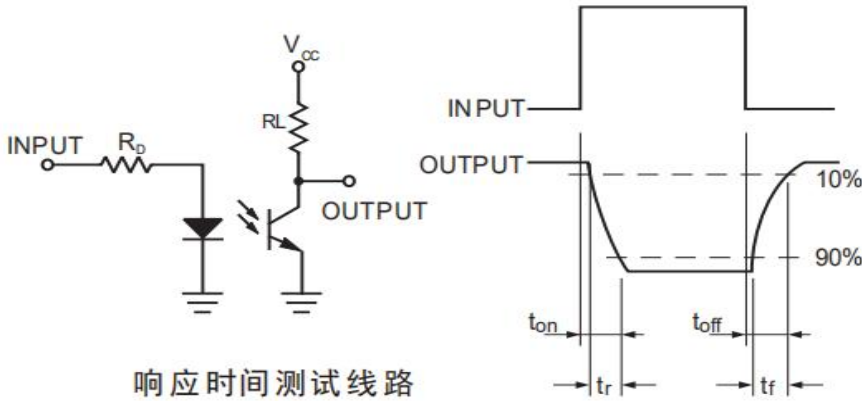 Vcc
RL
INPUT
RD
OUTPUT
响应时间测试线路
INPUT
OUTPUT
10%
90%
ton
toff
tr
tf